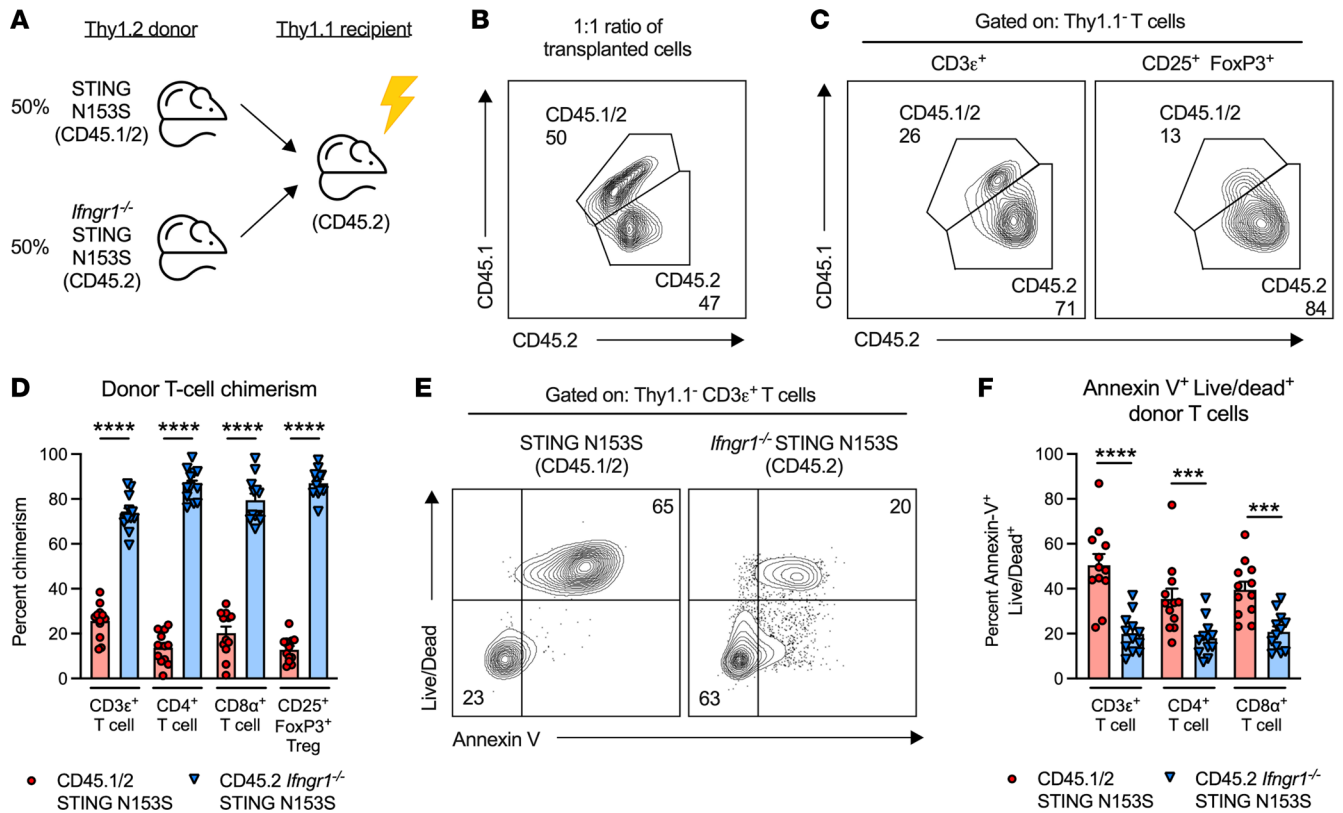 A
Thy1.2 donor
Thy1.1 recipient
50%
STING
N153S
(CD45.1/2)
50%
Ifngr1-/-
STING
N153S
(CD45.2)
(CD45.2)
B
1:1 ratio of
transplanted cells
CD45.1/2
50
CD45.2
47
CD45.1
CD45.2
C
Gated on: Thy1.1- T cells
CD3ε+
CD25+ FoxP3+
CD45.1/2
26
CD45.2
71
CD45.1/2
13
CD45.2
84
CD45.1
CD45.2
D
Donor T-cell chimerism
**** **** **** ****
Percent chimerism
100
80
60
40
20
0
CD3ε+
T cell
CD4+
T cell
CD8α+
T cell
CD25+
FoxP3+
Treg
CD45.1/2
STING N153S
CD45.2 Ifngr1-/-
STING N153S
E
Gated on: Thy1.1- CD3ε+ T cells
STING N153S
(CD45.1/2)
Ifngr1-/- STING N153S
(CD45.2)
65
23
20
63
Live/Dead
Annexin V
F
Annexin V+ Live/dead+
donor T cells
**** *** ***
Percent Annexin-V+
Live/Dead+
100
80
60
40
20
0
CD3ε+
T cell
CD4+
T cell
CD8α+
T cell
CD45.1/2
STING N153S
CD45.2 Ifngr1-/-
STING N153S